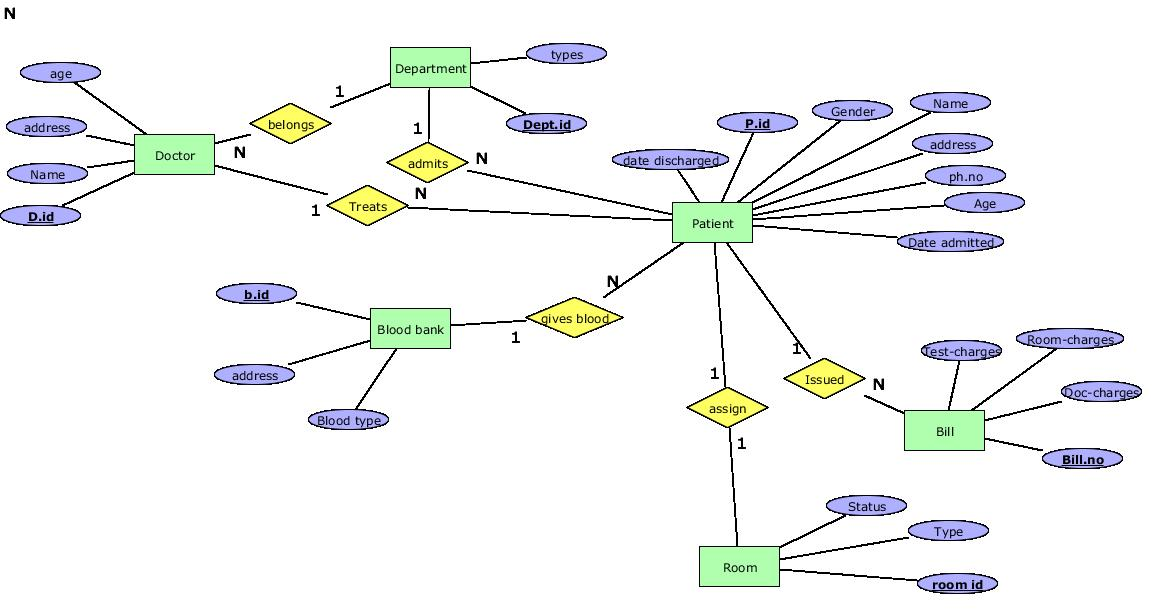 N
age
address
Name
D.id
Doctor
belongs
N
1
Department
types
Dept.id
1
admits
N
1
Treats
N
date discharged
P.id
Gender
Name
address
ph.no
Age
Date admitted
Patient
b.id
address
Blood type
Blood bank
1
gives blood
N
1
Issued
N
Test-charges
Room-charges
Doc-charges
Bill.no
Bill
1
assign
1
Status
Type
room id
Room